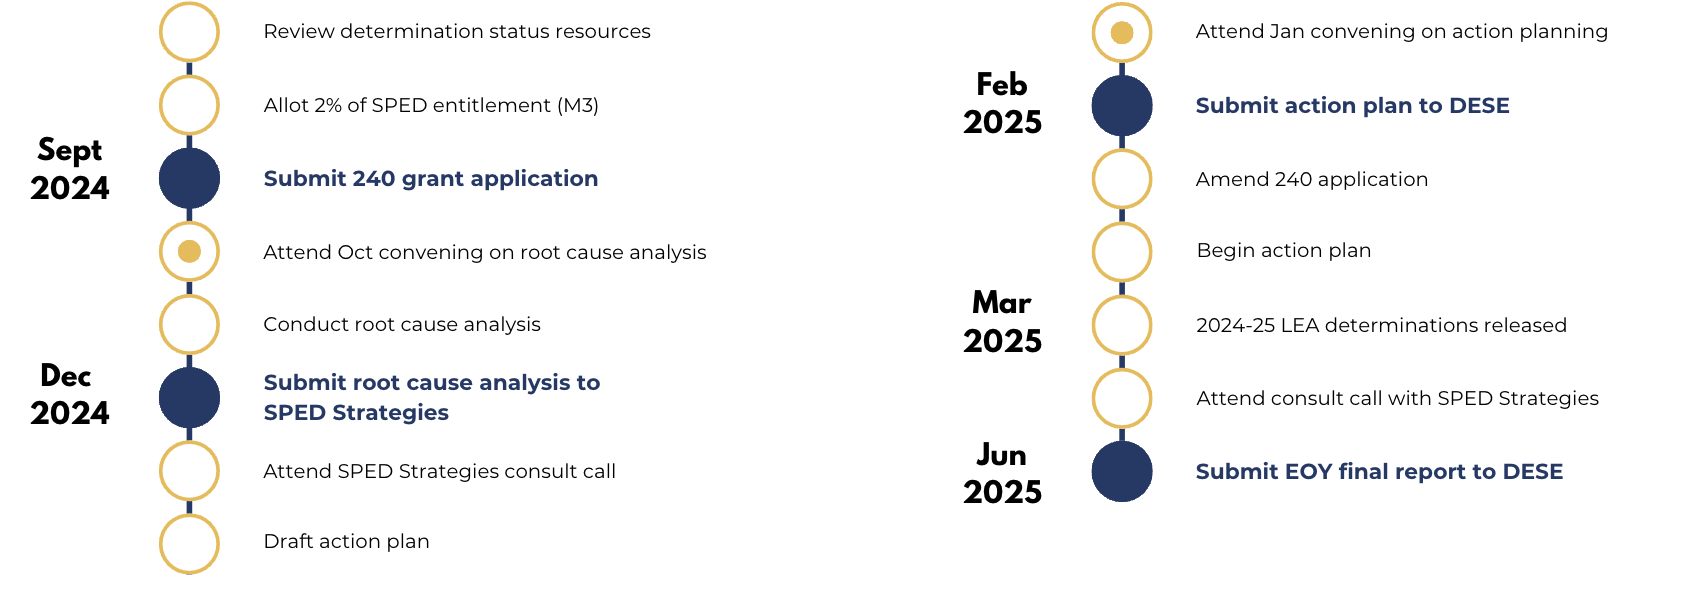 Review determination status resources
Allot 2% of SPED entitlement (M3)
Sept
2024
Submit 240 grant application
Attend Oct convening on root cause analysis
Conduct root cause analysis
Dec
2024
Submit root cause analysis to
SPED Strategies
Attend SPED Strategies consult call
Draft action plan
Attend Jan convening on action planning
Feb
2025
Submit action plan to DESE
Amend 240 application
Begin action plan
Mar
2025
2024-25 LEA determinations released
Attend consult call with SPED Strategies
Jun
2025
Submit EOY final report to DESE